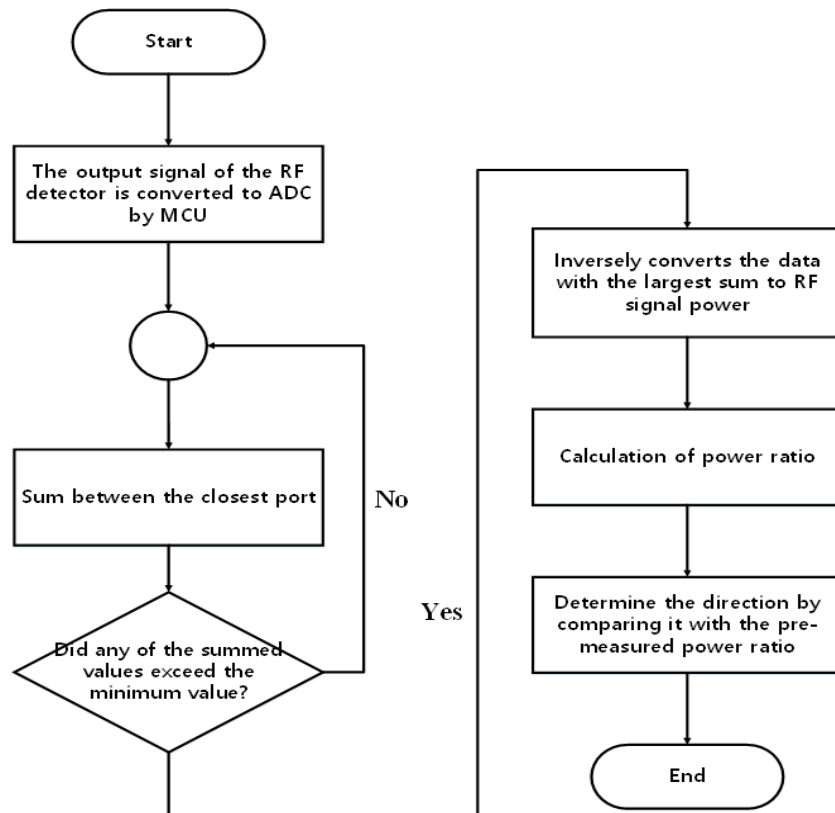 Start
The output signal of the RF
detector is converted to ADC
by MCU
Sum between the closest port
No
Did any of the summed
values exceed the
minimum value?
Yes
Inversely converts the data
with the largest sum to RF
signal power
Calculation of power ratio
Determine the direction by
comparing it with the pre-
measured power ratio
End